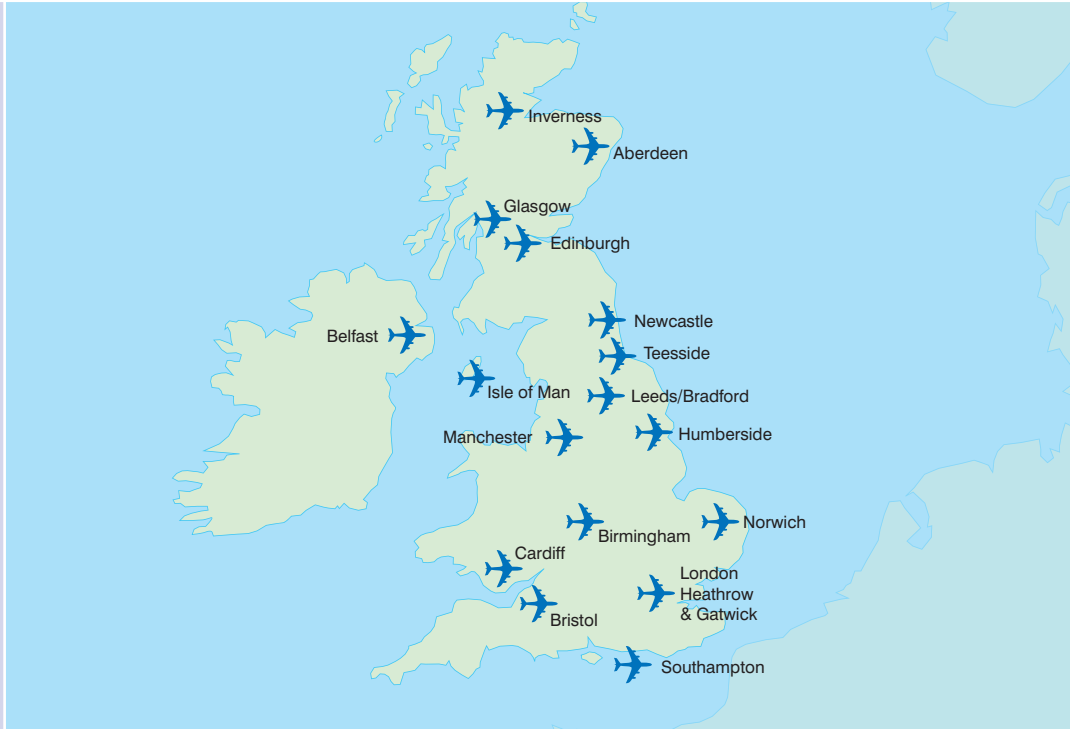 Inverness
Aberdeen
Glasgow
Edinburgh
Newcastle
Belfast
Teesside
Isle of Man
Leeds/Bradford
Manchester
Humberside
Norwich
Birmingham
Cardiff
London
Heathrow
& Gatwick
Bristol
Southampton